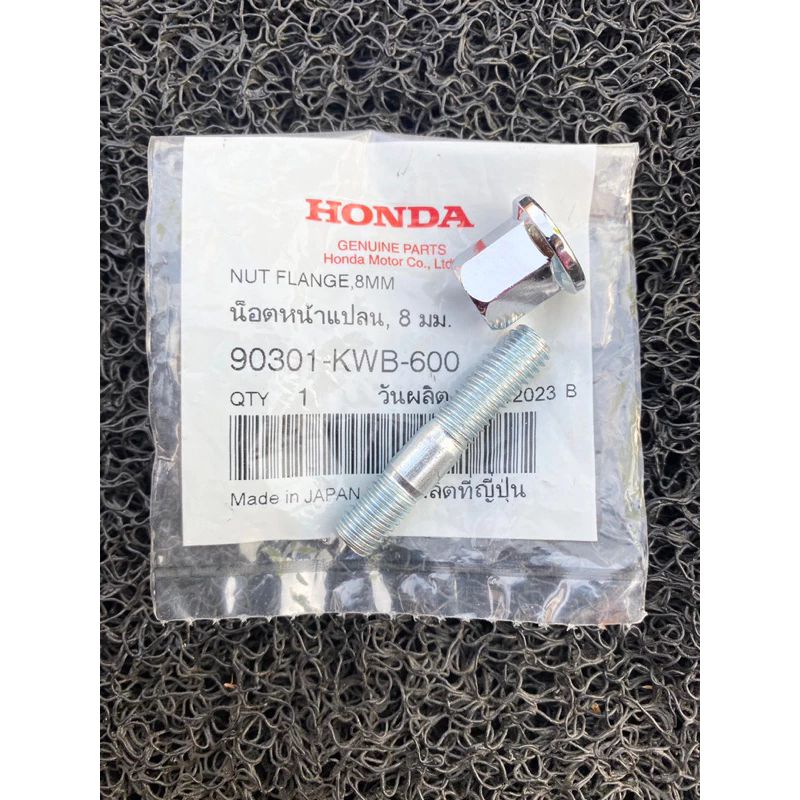 HONDA
GENUINE PARTS
Honda Motor Co., Ltd
NUT FLANGE,8MM
น็อตหน้าแปลน, 8 มม.
90301-KWB-600
QTY 1 วันผลิต 2023 B
Made in JAPAN ลิตที่ญี่ปุ่น